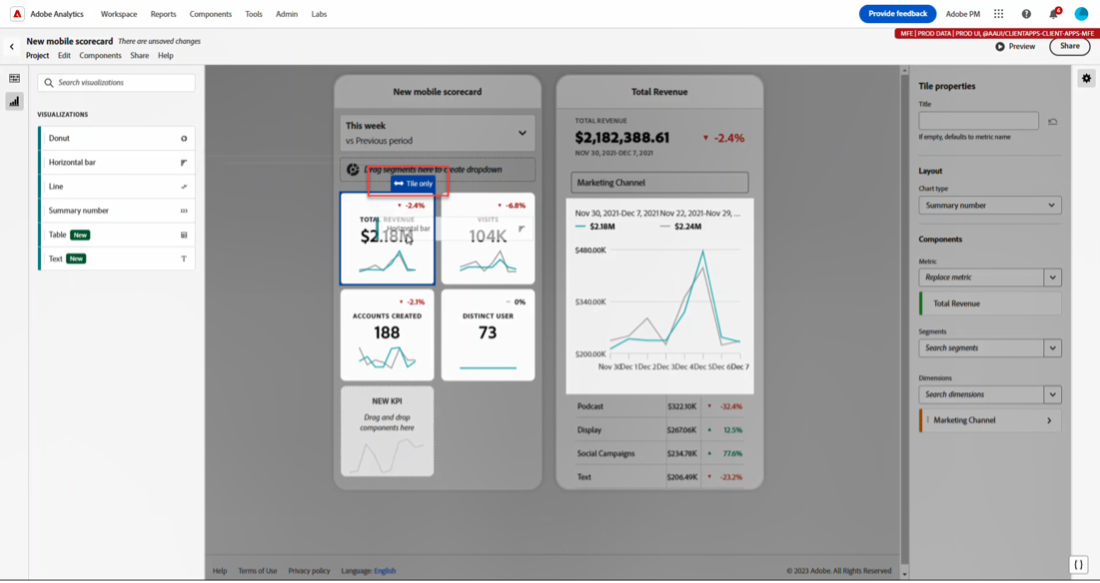 Adobe Analytics Workspace Reports Components Tools Admin Labs Provide feedback Adobe PM 4
MFE | PROD DATA | PROD UI, @AAUI/CLIENTAPPS-CLIENT-APPS-MFE
New mobile scorecard There are unsaved changes
Project Edit Components Share Help Preview Share
Search visualizations
VISUALIZATIONS
Donut
Horizontal bar
Line
Summary number
Table New
Text New
New mobile scorecard
This week
vs Previous period
Drag segments here to create dropdown
Tile only
-2.4%
TOTAL REVENUE
Horizontal bar
$2.18M
-6.8%
VISITS
104K
-2.1%
ACCOUNTS CREATED
188
0%
DISTINCT USER
73
NEW KPI
Drag and drop
components here
Total Revenue
TOTAL REVENUE
$2,182,388.61 -2.4%
NOV 30, 2021-DEC 7, 2021
Marketing Channel
Nov 30, 2021-Dec 7, 2021 Nov 22, 2021-Nov 29, ...
$2.18M $2.24M
$480.00K
$340.00K
$200.00K
Nov 30 Dec 1 Dec 2 Dec 3 Dec 4 Dec 5 Dec 6 Dec 7
Podcast $322.10K -32.4%
Display $267.06K 12.5%
Social Campaigns $234.78K 77.6%
Text $206.49K -23.2%
Tile properties
Title
If empty, defaults to metric name
Layout
Chart type
Summary number
Components
Metric
Replace metric
Total Revenue
Segments
Search segments
Dimensions
Search dimensions
Marketing Channel
Help Terms of Use Privacy policy Language: English © 2023 Adobe. All Rights Reserved